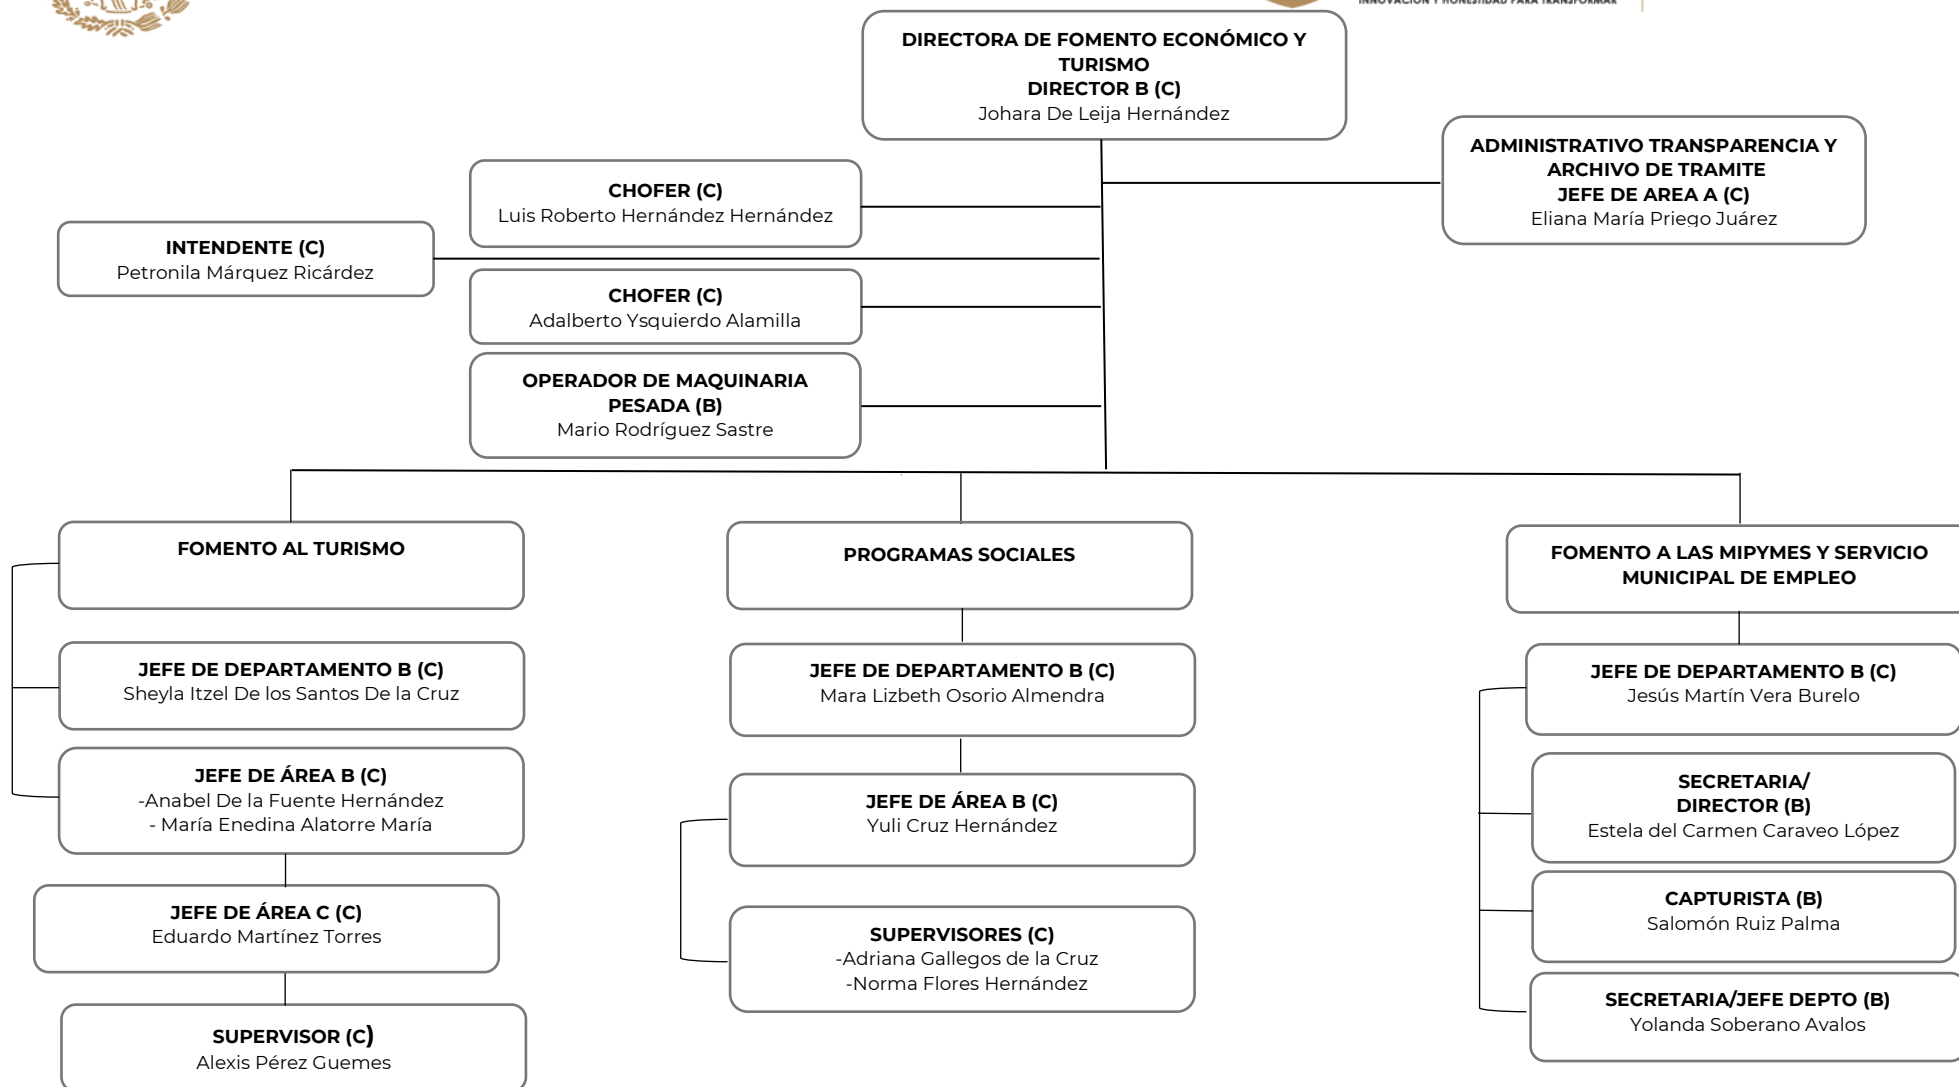 INNOVACIÓN Y HONESTIDAD PARA TRANSFORMAR
DIRECTORA DE FOMENTO ECONÓMICO Y
TURISMO
DIRECTOR B (C)
Johara De Leija Hernández
ADMINISTRATIVO TRANSPARENCIA Y
ARCHIVO DE TRAMITE
JEFE DE AREA A (C)
Eliana María Priego Juárez
CHOFER (C)
Luis Roberto Hernández Hernández
INTENDENTE (C)
Petronila Márquez Ricárdez
CHOFER (C)
Adalberto Ysquierdo Alamilla
OPERADOR DE MAQUINARIA
PESADA (B)
Mario Rodríguez Sastre
FOMENTO AL TURISMO
JEFE DE DEPARTAMENTO B (C)
Sheyla Itzel De los Santos De la Cruz
JEFE DE ÁREA B (C)
-Anabel De la Fuente Hernández
- María Enedina Alatorre María
JEFE DE ÁREA C (C)
Eduardo Martínez Torres
SUPERVISOR (C)
Alexis Pérez Guemes
PROGRAMAS SOCIALES
JEFE DE DEPARTAMENTO B (C)
Mara Lizbeth Osorio Almendra
JEFE DE ÁREA B (C)
Yuli Cruz Hernández
SUPERVISORES (C)
-Adriana Gallegos de la Cruz
-Norma Flores Hernández
FOMENTO A LAS MIPYMES Y SERVICIO
MUNICIPAL DE EMPLEO
JEFE DE DEPARTAMENTO B (C)
Jesús Martín Vera Burelo
SECRETARIA/
DIRECTOR (B)
Estela del Carmen Caraveo López
CAPTURISTA (B)
Salomón Ruiz Palma
SECRETARIA/JEFE DEPTO (B)
Yolanda Soberano Avalos